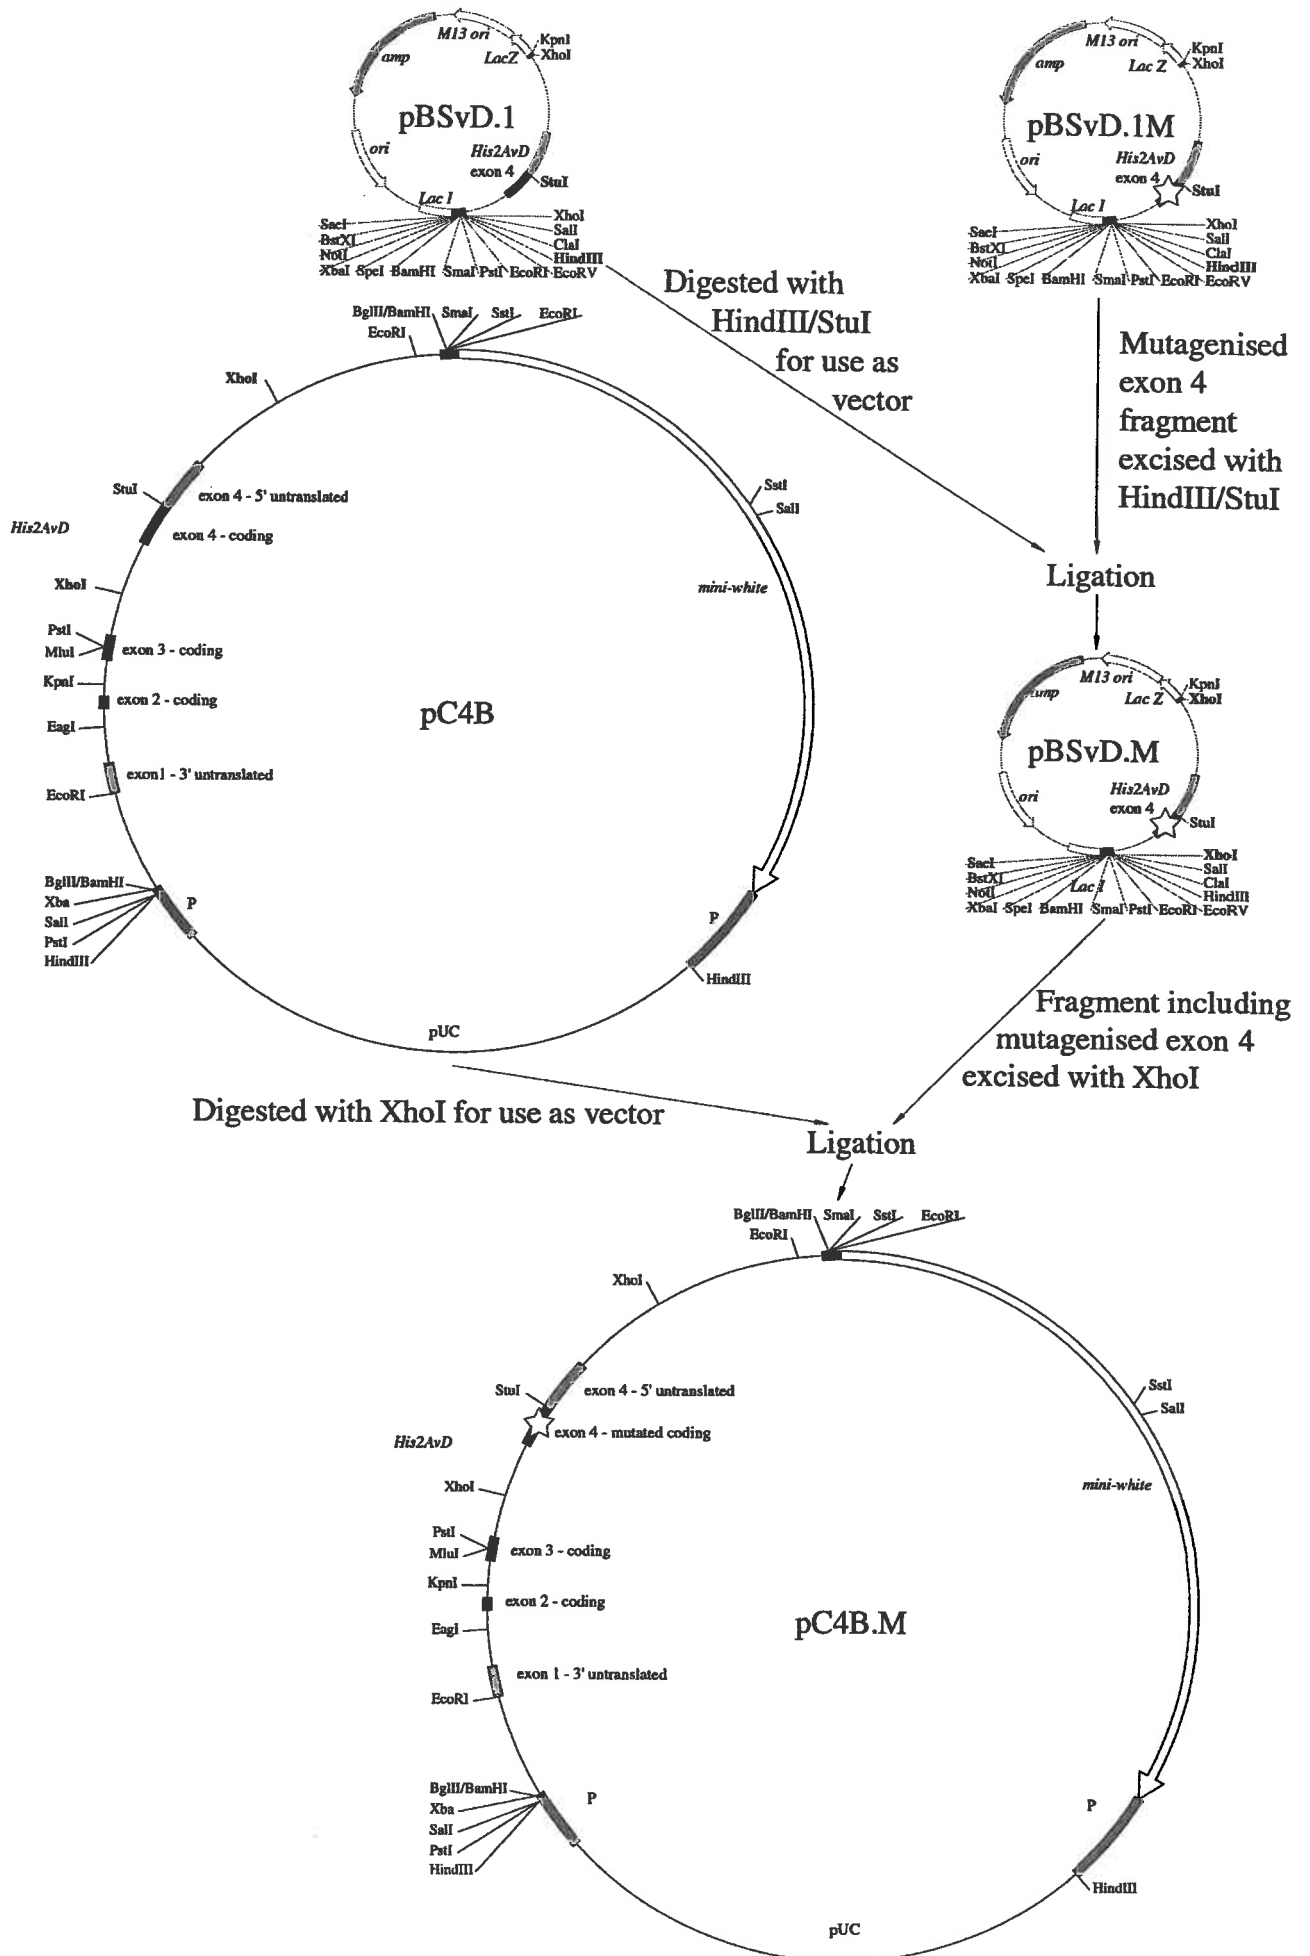 M13 ori
KpnI
XhoI
LacZ
amp
pBSvD.1
His2AvD
exon 4
ori
StuI
Lac I
SacI
BstXI
NotI
XbaI SpeI BamHI SmaI PstI EcoRI EcoRV
XhoI
SalI
ClaI
HindIII
M13 ori
KpnI
XhoI
Lac Z
amp
pBSvD.1M
His2AvD
exon 4
ori
StuI
Lac I
SacI
BstXI
NotI
XbaI SpeI BamHI SmaI PstI EcoRI EcoRV
XhoI
SalI
ClaI
HindIII
Digested with
HindIII/StuI
for use as
vector
Mutagenised
exon 4
fragment
excised with
HindIII/StuI
BglII/BamHI SmaI SstI EcoRI
EcoRI
XhoI
StuI
exon 4 - 5' untranslated
His2AvD
exon 4 - coding
XhoI
PstI
MluI
exon 3 - coding
KpnI
exon 2 - coding
EagI
exon1 - 3' untranslated
EcoRI
BglII/BamHI
Xba
SalI
PstI
HindIII
P
pC4B
SstI
SalI
mini-white
P
HindIII
pUC
Ligation
M13 ori
KpnI
XhoI
Lac Z
amp
pBSvD.M
His2AvD
exon 4
ori
StuI
Lac I
SacI
BstXI
NotI
XbaI SpeI BamHI SmaI PstI EcoRI EcoRV
XhoI
SalI
ClaI
HindIII
Fragment including
mutagenised exon 4
excised with XhoI
Digested with XhoI for use as vector
Ligation
BglII/BamHI SmaI SstI EcoRI
EcoRI
XhoI
StuI
exon 4 - 5' untranslated
exon 4 - mutated coding
His2AvD
XhoI
PstI
MluI
exon 3 - coding
KpnI
exon 2 - coding
EagI
exon 1 - 3' untranslated
EcoRI
BglII/BamHI
Xba
SalI
PstI
HindIII
P
pC4B.M
SstI
SalI
mini-white
P
HindIII
pUC